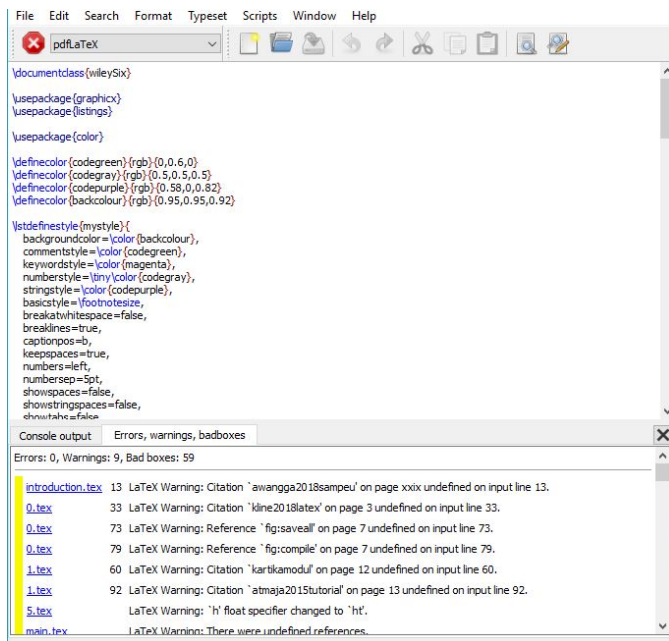 File Edit Search Format Typeset Scripts Window Help
pdfLaTeX
\documentclass{wileySix}
\usepackage{graphicx}
\usepackage{listings}
\usepackage{color}
\definecolor{codegreen}{rgb}{0,0.6,0}
\definecolor{codegray}{rgb}{0.5,0.5,0.5}
\definecolor{codepurple}{rgb}{0.58,0,0.82}
\definecolor{backcolour}{rgb}{0.95,0.95,0.92}
\lstdefinestyle{mystyle}{
backgroundcolor=\color{backcolour},
commentstyle=\color{codegreen},
keywordstyle=\color{magenta},
numberstyle=\tiny\color{codegray},
stringstyle=\color{codepurple},
basicstyle=\footnotesize,
breakatwhitespace=false,
breaklines=true,
captionpos=b,
keepspaces=true,
numbers=left,
numbersep=5pt,
showspaces=false,
showstringspaces=false,
showtabs=false
Console output Errors, warnings, badboxes
Errors: 0, Warnings: 9, Bad boxes: 59
introduction.tex 13 LaTeX Warning: Citation `awangga2018sampeu' on page xxix undefined on input line 13.
0.tex 33 LaTeX Warning: Citation `kline2018latex' on page 3 undefined on input line 33.
0.tex 73 LaTeX Warning: Reference `fig:saveall' on page 7 undefined on input line 73.
0.tex 79 LaTeX Warning: Reference `fig:compile' on page 7 undefined on input line 79.
1.tex 60 LaTeX Warning: Citation `kartikamodul' on page 12 undefined on input line 60.
1.tex 92 LaTeX Warning: Citation `atmaja2015tutorial' on page 13 undefined on input line 92.
5.tex LaTeX Warning: `h' float specifier changed to `ht'.
main.tex LaTeX Warning: There were undefined references.